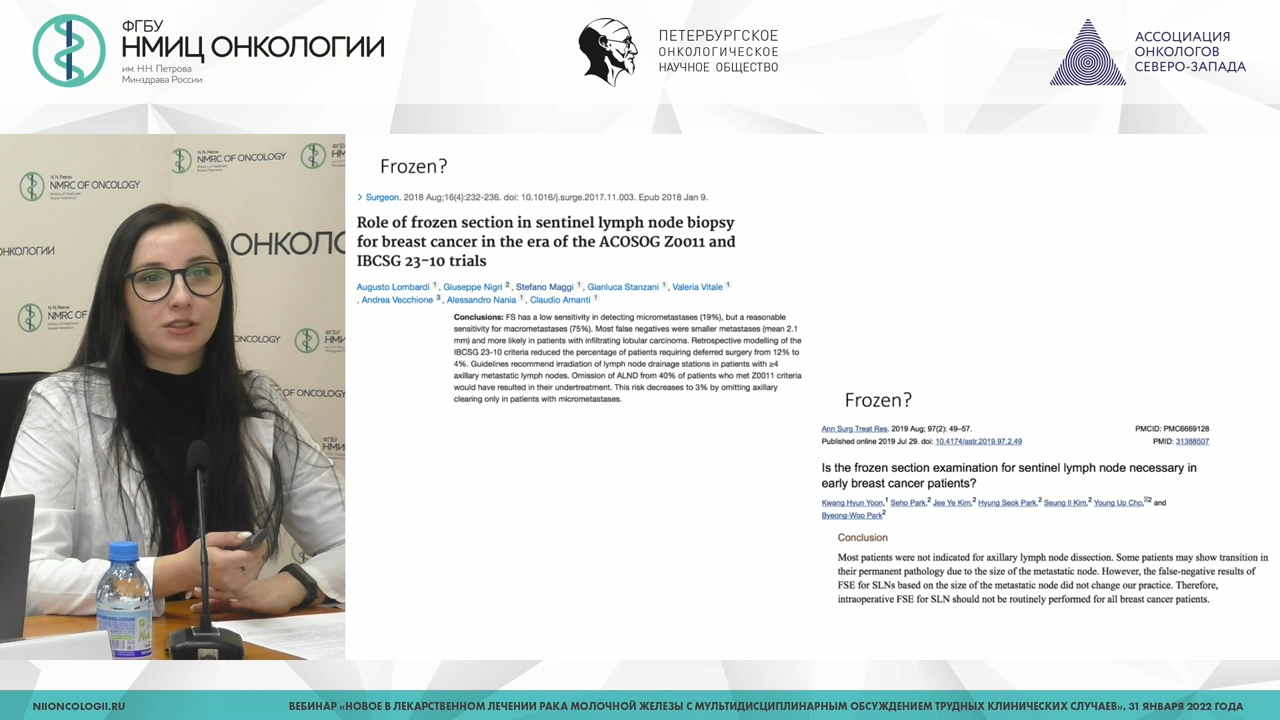 ФГБУ
НМИЦ ОНКОЛОГИИ
им. Н.Н. Петрова
Минздрава России
ПЕТЕРБУРГСКОЕ
ОНКОЛОГИЧЕСКОЕ
НАУЧНОЕ ОБЩЕСТВО
АССОЦИАЦИЯ
ОНКОЛОГОВ
СЕВЕРО-ЗАПАДА
N.N. Petrov
NMRC OF ONCOLOGY
N.N. Petrov
NMRC OF ONCOLOGY
ОНКОЛОГИИ
ОНКОЛО
NMRC OF
ONCOLOGY
OF ONCOLOGY
Frozen?
> Surgeon. 2018 Aug;16(4):232-236. doi: 10.1016/j.surge.2017.11.003. Epub 2018 Jan 9.
Role of frozen section in sentinel lymph node biopsy
for breast cancer in the era of the ACOSOG Z0011 and
IBCSG 23-10 trials
Augusto Lombardi 1, Giuseppe Nigri 2, Stefano Maggi 1, Gianluca Stanzani 1, Valeria Vitale 1
, Andrea Vecchione 3, Alessandro Nania 1, Claudio Amanti 1
Conclusions: FS has a low sensitivity in detecting micrometastases (19%), but a reasonable
sensitivity for macrometastases (75%). Most false negatives were smaller metastases (mean 2.1
mm) and more likely in patients with infiltrating lobular carcinoma. Retrospective modelling of the
IBCSG 23-10 criteria reduced the percentage of patients requiring deferred surgery from 12% to
4%. Guidelines recommend irradiation of lymph node drainage stations in patients with ≥4
axillary metastatic lymph nodes. Omission of ALND from 40% of patients who met Z0011 criteria
would have resulted in their undertreatment. This risk decreases to 3% by omitting axillary
clearing only in patients with micrometastases.
Frozen?
Ann Surg Treat Res. 2019 Aug; 97(2): 49–57.
PMCID: PMC6669128
Published online 2019 Jul 29. doi: 10.4174/astr.2019.97.2.49
PMID: 31388507
Is the frozen section examination for sentinel lymph node necessary in
early breast cancer patients?
Kwang Hyun Yoon,1 Seho Park,2 Jee Ye Kim,2 Hyung Seok Park,2 Seung Il Kim,2 Young Up Cho,2 and
Byeong-Woo Park2
Conclusion
Most patients were not indicated for axillary lymph node dissection. Some patients may show transition in
their permanent pathology due to the size of the metastatic node. However, the false-negative results of
FSE for SLNs based on the size of the metastatic node did not change our practice. Therefore,
intraoperative FSE for SLN should not be routinely performed for all breast cancer patients.
NIIONCOLOGII.RU
ВЕБИНАР «НОВОЕ В ЛЕКАРСТВЕННОМ ЛЕЧЕНИИ РАКА МОЛОЧНОЙ ЖЕЛЕЗЫ С МУЛЬТИДИСЦИПЛИНАРНЫМ ОБСУЖДЕНИЕМ ТРУДНЫХ КЛИНИЧЕСКИХ СЛУЧАЕВ». 31 ЯНВАРЯ 2022 ГОДА